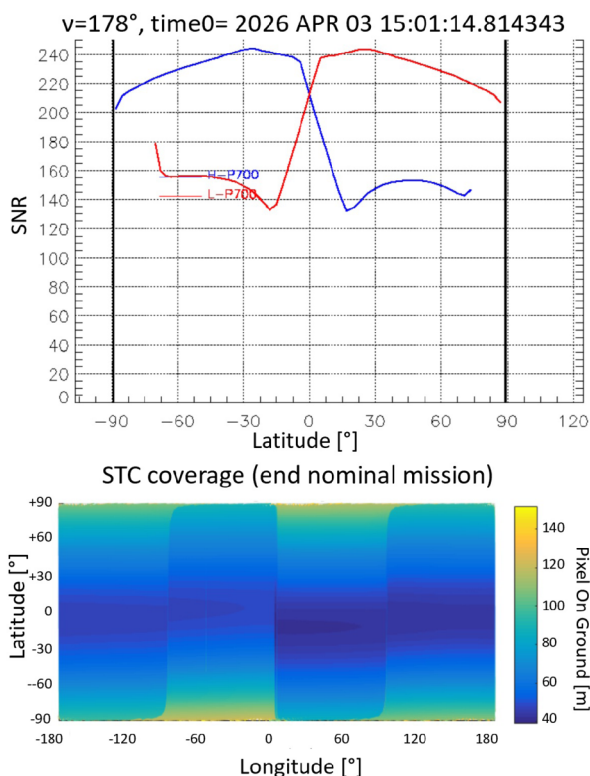 ν=178°, time0= 2026 APR 03 15:01:14.814343
240
220
200
180
160
140
120
100
80
60
40
20
0
SNR
H-P700
L-P700
-90 -60 -30 0 30 60 90 120
Latitude [°]
STC coverage (end nominal mission)
+90
+60
+30
0
-30
--60
-90
Latitude [°]
-180 -120 -60 0 60 120 180
Longitude [°]
140
120
100
80
60
40
Pixel On Ground [m]